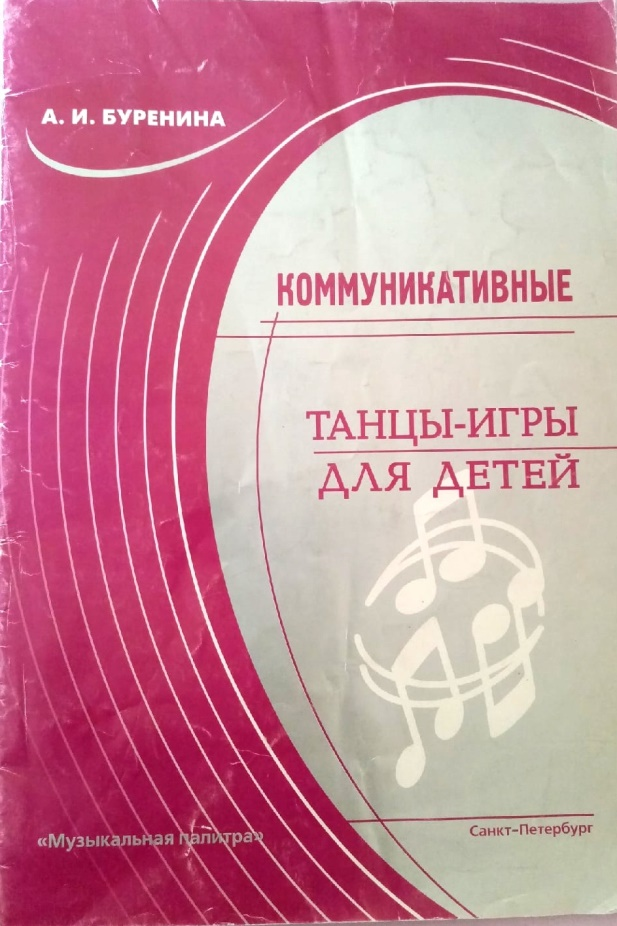 А. И. БУРЕНИНА
КОММУНИКАТИВНЫЕ
ТАНЦЫ-ИГРЫ
ДЛЯ ДЕТЕЙ
«Музыкальная палитра»
Санкт-Петербург